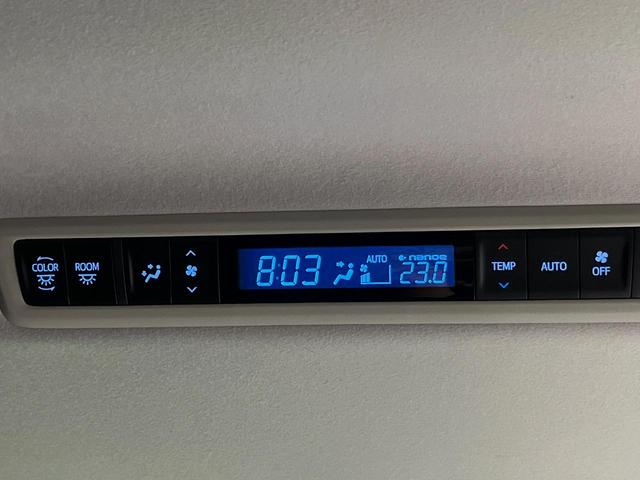 COLOR
ROOM
8:03
AUTO
nanoe
23.0
TEMP
AUTO
OFF